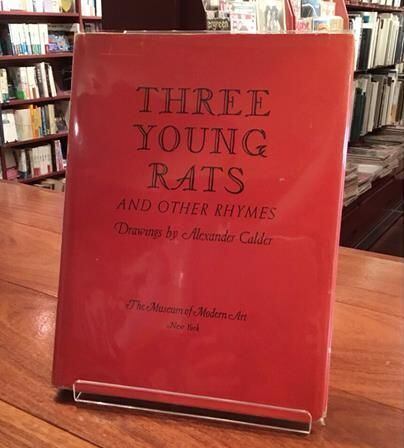 THREE
YOUNG
RATS
AND OTHER RHYMES
Drawings by Alexander Calder
The Museum of Modern Art
New York